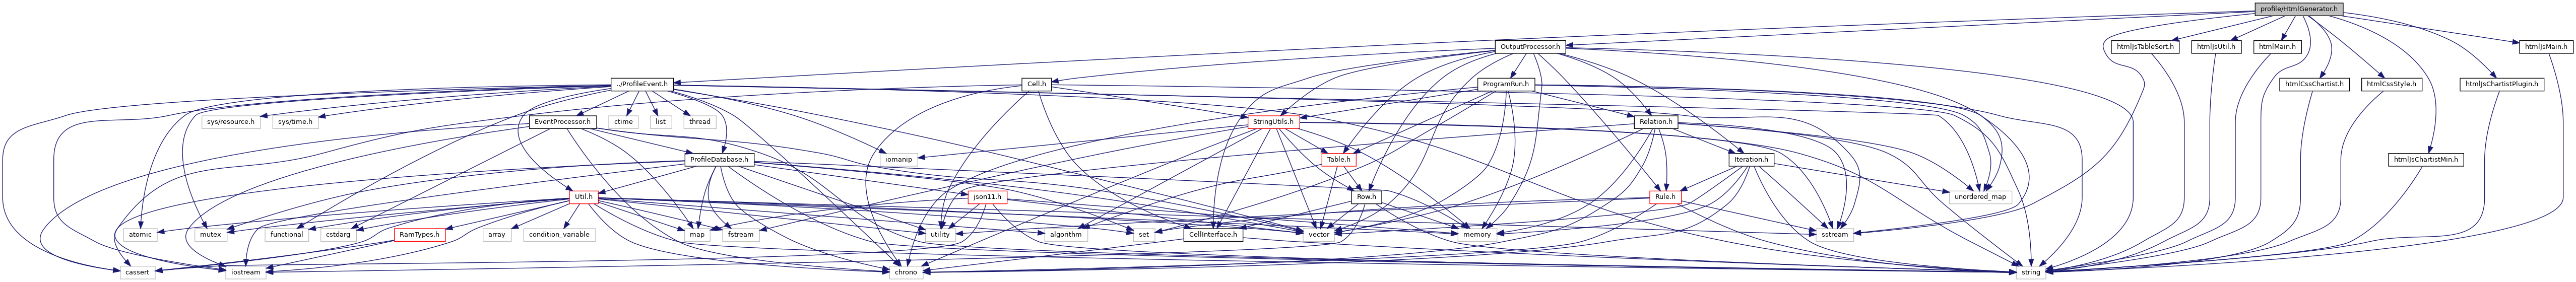 profile/HtmlGenerator.h
OutputProcessor.h
htmlJsTableSort.h
htmlJsUtil.h
htmlMain.h
htmlJsMain.h
../ProfileEvent.h
Cell.h
ProgramRun.h
htmlCssChartist.h
htmlCssStyle.h
htmlJsChartistPlugin.h
sys/resource.h
sys/time.h
EventProcessor.h
ctime
list
thread
StringUtils.h
Relation.h
ProfileDatabase.h
iomanip
Table.h
Iteration.h
htmlJsChartistMin.h
Util.h
json11.h
Row.h
Rule.h
unordered_map
atomic
mutex
functional
cstdarg
RamTypes.h
array
condition_variable
map
fstream
utility
algorithm
set
CellInterface.h
vector
memory
sstream
cassert
iostream
chrono
string